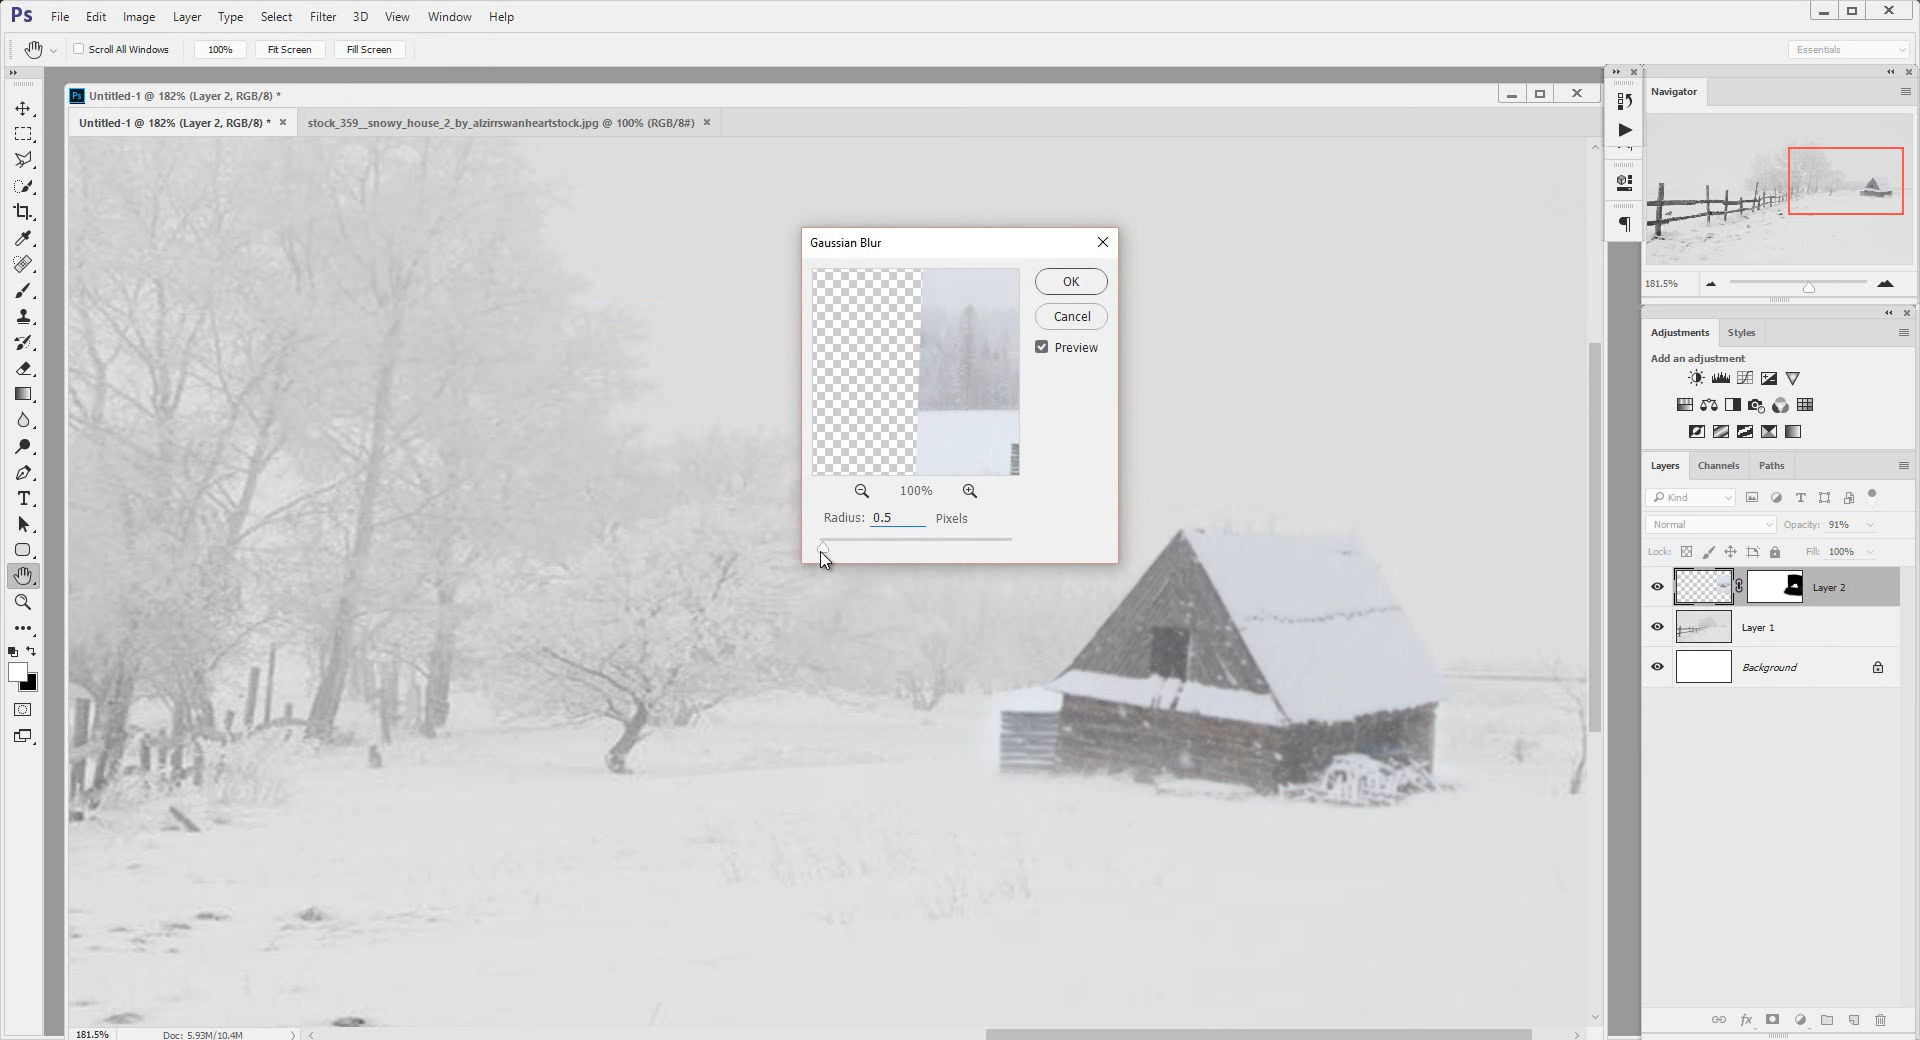 Ps File Edit Image Layer Type Select Filter 3D View Window Help
Scroll All Windows 100% Fit Screen Fill Screen Essentials
Ps Untitled-1 @ 182% (Layer 2, RGB/8) *
Untitled-1 @ 182% (Layer 2, RGB/8) * × stock_359__snowy_house_2_by_alzirrswanheartstock.jpg @ 100% (RGB/8#) ×
Gaussian Blur
OK
Cancel
Preview
100%
Radius: 0.5 Pixels
Navigator
181.5%
Adjustments Styles
Add an adjustment
Layers Channels Paths
Kind
Normal Opacity: 91%
Lock: Fill: 100%
Layer 2
Layer 1
Background
181.5% Doc: 5.93M/10.4M